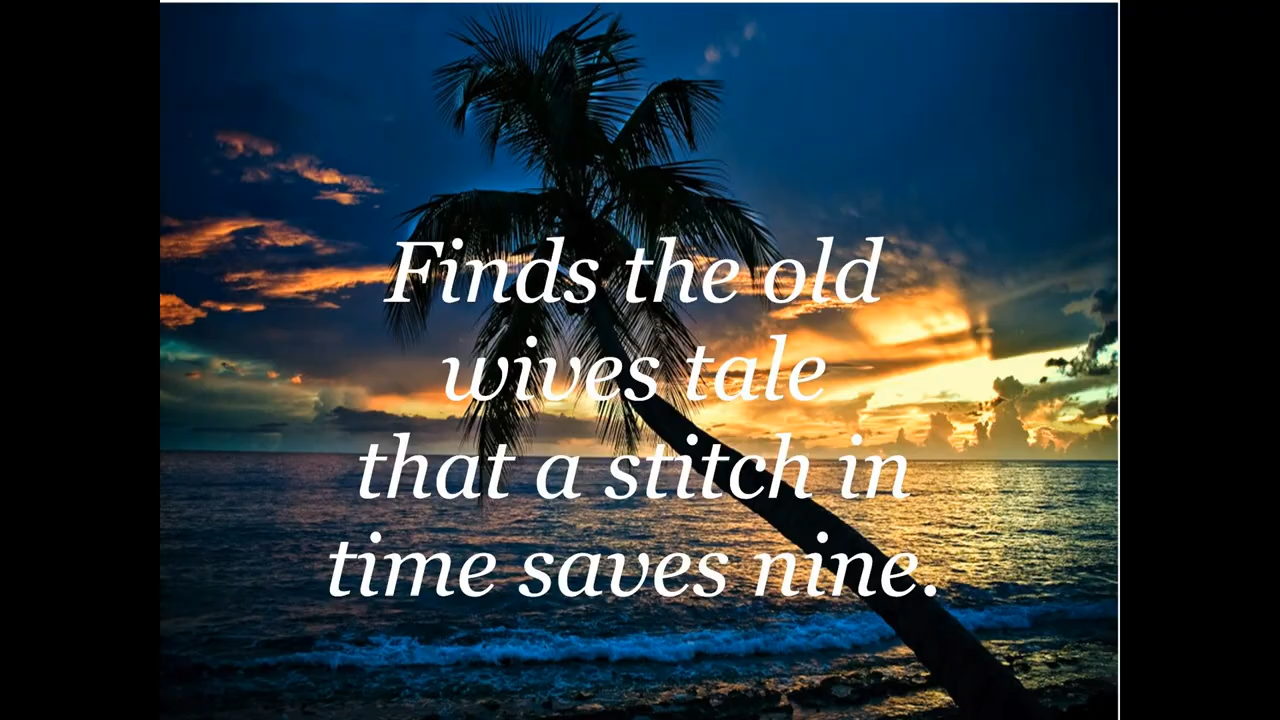 Finds the old
wives tale
that a stitch in
time saves nine.